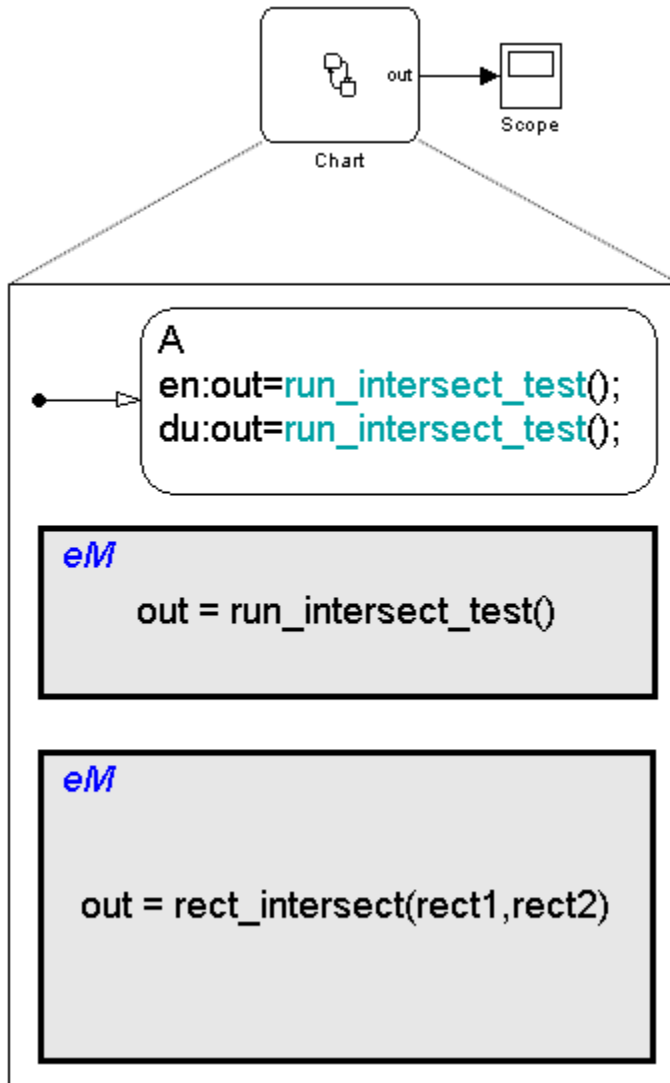 out
Scope
Chart
A
en:out=run_intersect_test();
du:out=run_intersect_test();
eM
out = run_intersect_test()
eM
out = rect_intersect(rect1,rect2)